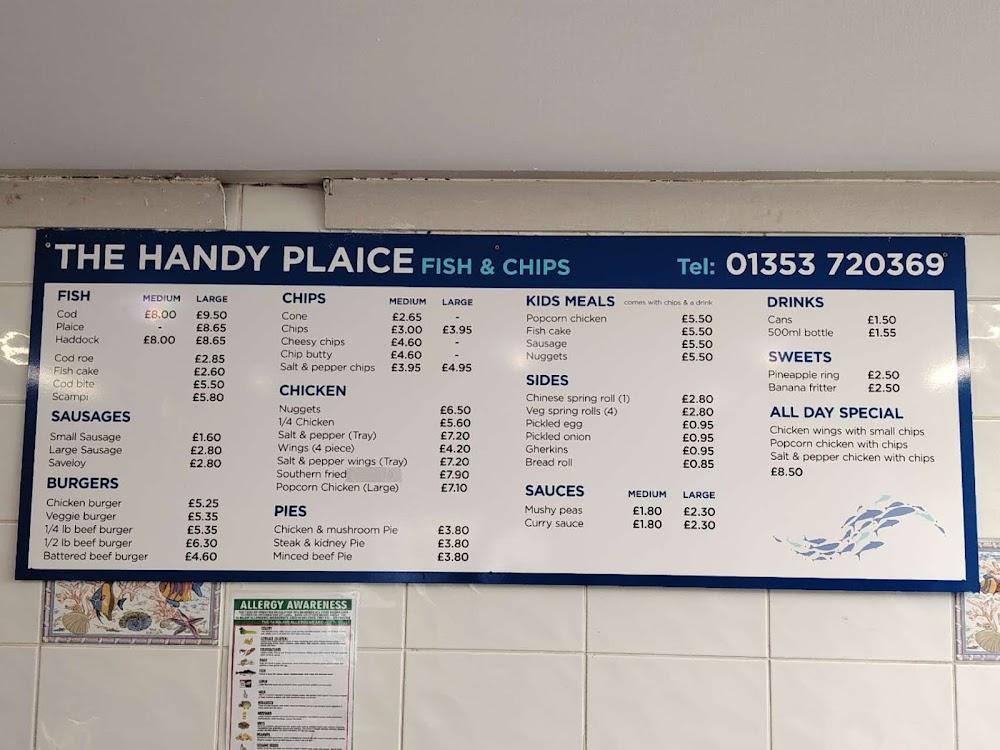 THE HANDY PLAICE FISH & CHIPS Tel: 01353 720369
FISH MEDIUM LARGE
Cod £8.00 £9.50
Plaice - £8.65
Haddock £8.00 £8.65
Cod roe £2.85
Fish cake £2.60
Cod bite £5.50
Scampi £5.80
SAUSAGES
Small Sausage £1.60
Large Sausage £2.80
Saveloy £2.80
BURGERS
Chicken burger £5.25
Veggie burger £5.35
1/4 lb beef burger £5.35
1/2 lb beef burger £6.30
Battered beef burger £4.60
CHIPS MEDIUM LARGE
Cone £2.65 -
Chips £3.00 £3.95
Cheesy chips £4.60 -
Chip butty £4.60 -
Salt & pepper chips £3.95 £4.95
CHICKEN
Nuggets £6.50
1/4 Chicken £5.60
Salt & pepper (Tray) £7.20
Wings (4 piece) £4.20
Salt & pepper wings (Tray) £7.20
Southern fried £7.90
Popcorn Chicken (Large) £7.10
PIES
Chicken & mushroom Pie £3.80
Steak & kidney Pie £3.80
Minced beef Pie £3.80
KIDS MEALS comes with chips & a drink
Popcorn chicken £5.50
Fish cake £5.50
Sausage £5.50
Nuggets £5.50
SIDES
Chinese spring roll (1) £2.80
Veg spring rolls (4) £2.80
Pickled egg £0.95
Pickled onion £0.95
Gherkins £0.95
Bread roll £0.85
SAUCES MEDIUM LARGE
Mushy peas £1.80 £2.30
Curry sauce £1.80 £2.30
DRINKS
Cans £1.50
500ml bottle £1.55
SWEETS
Pineapple ring £2.50
Banana fritter £2.50
ALL DAY SPECIAL
Chicken wings with small chips
Popcorn chicken with chips
Salt & pepper chicken with chips
£8.50
ALLERGY AWARENESS